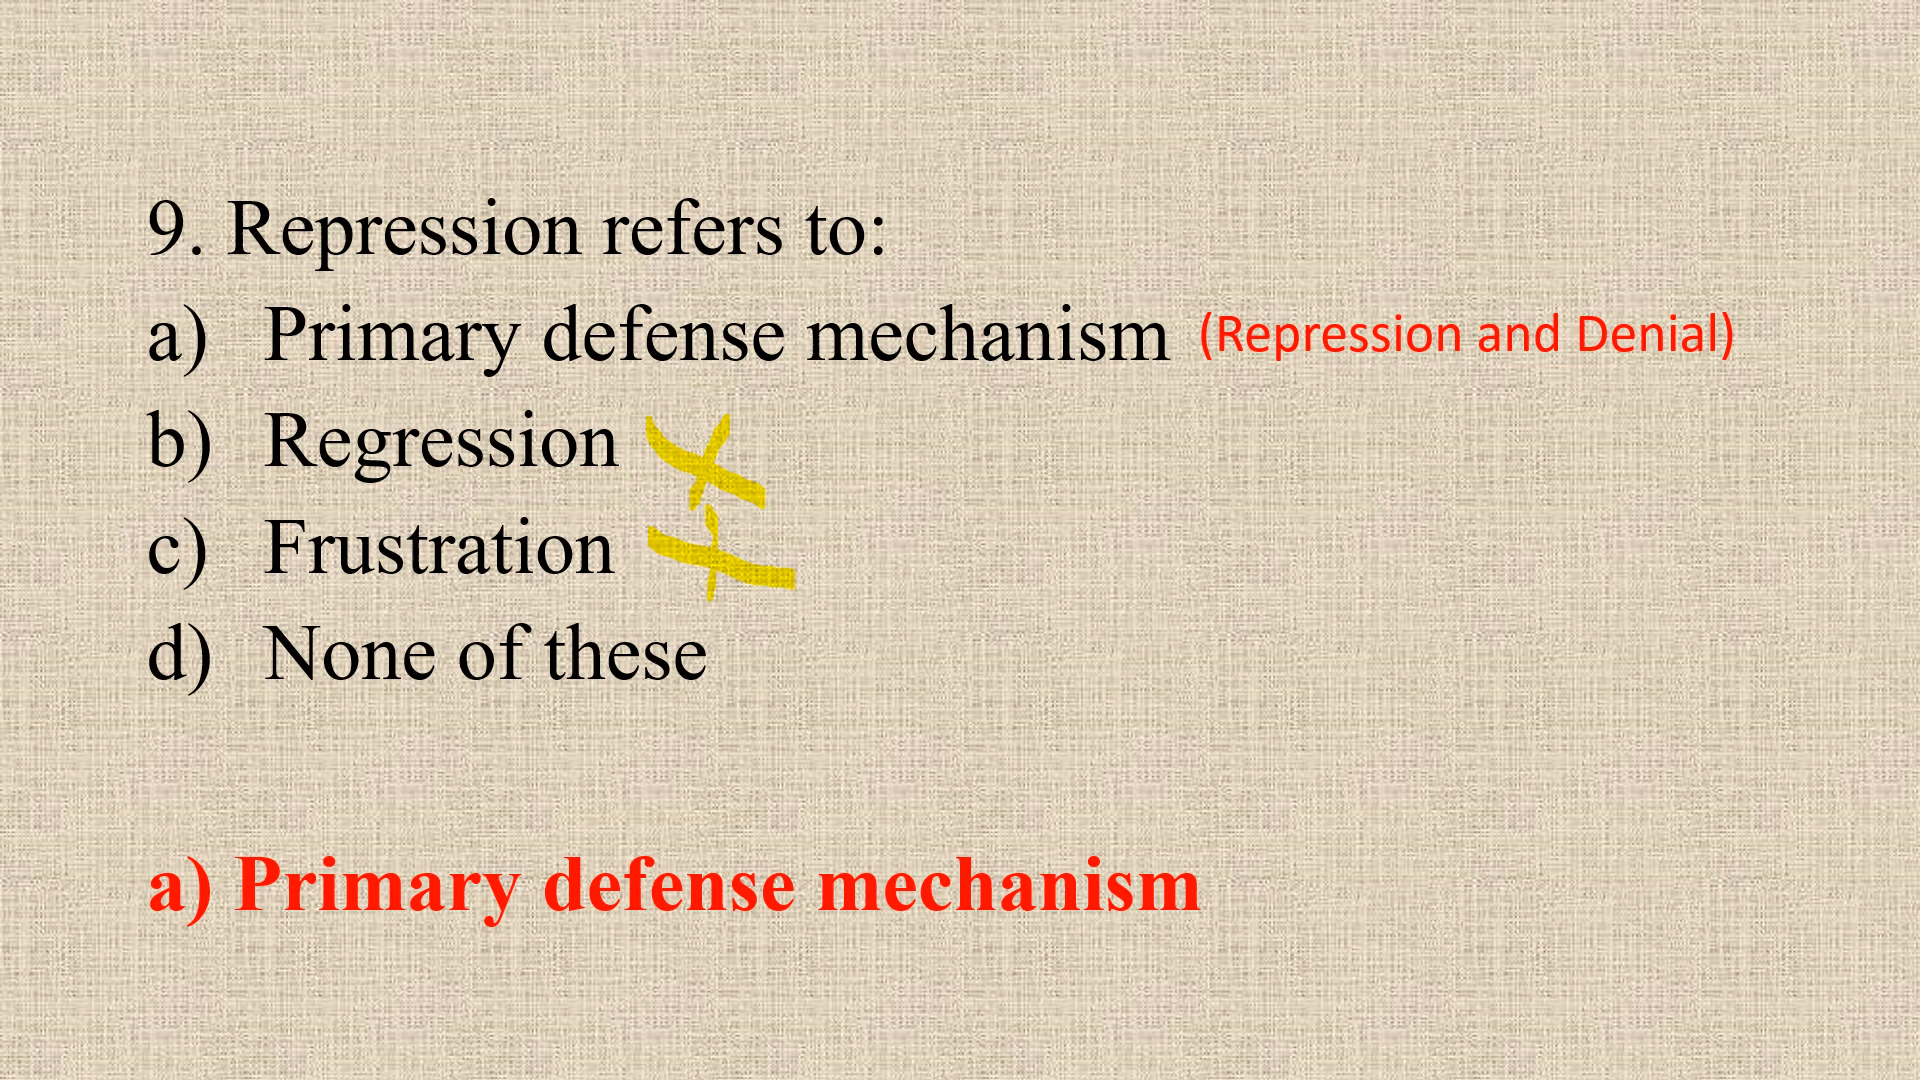 9. Repression refers to:
a) Primary defense mechanism (Repression and Denial)
b) Regression
c) Frustration
d) None of these
a) Primary defense mechanism